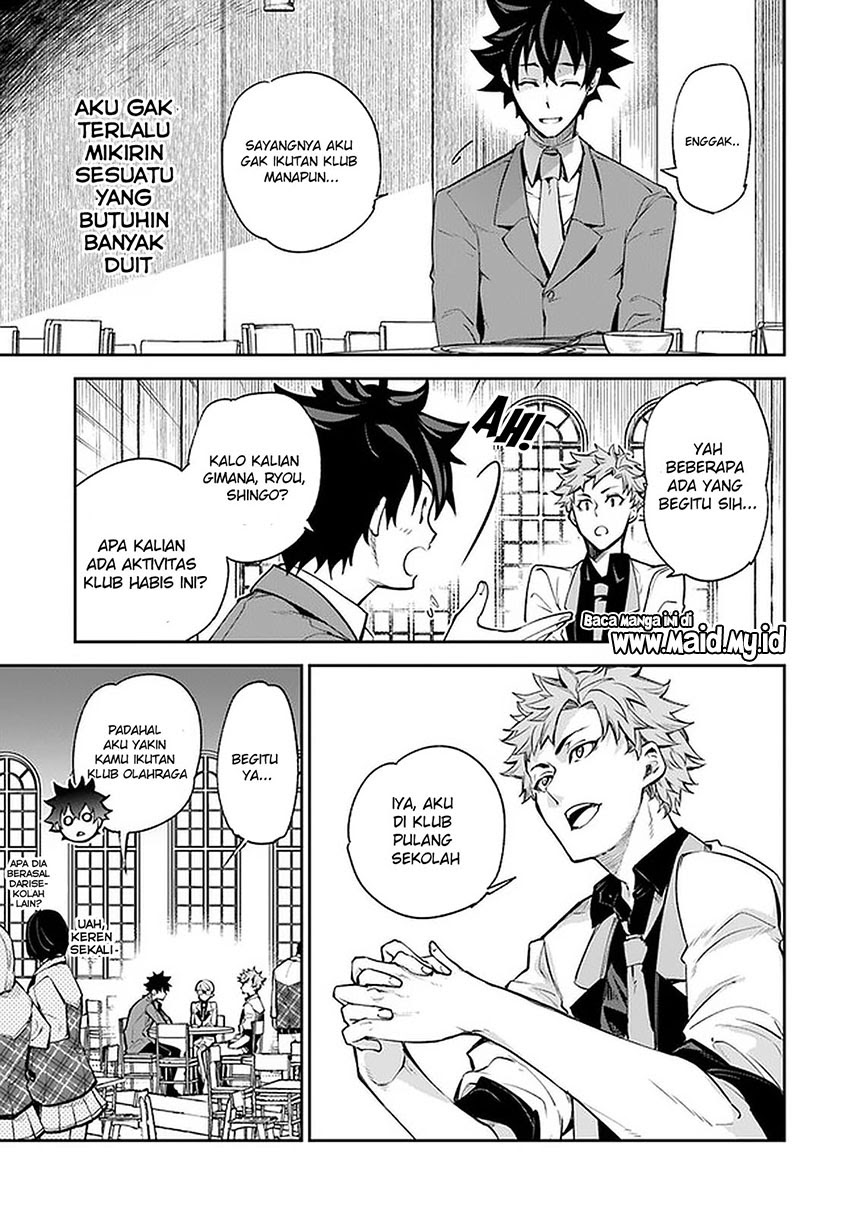 ENGGAK..
SAYANGNYA AKU
GAK IKUTAN KLUB
MANAPUN...
AKU GAK
TERLALU
MIKIRIN
SESUATU
YANG
BUTUHIN
BANYAK
DUIT
YAH
BEBERAPA
ADA YANG
BEGITU SIH...
AH!
KALO KALIAN
GIMANA, RYOU,
SHINGO?
APA KALIAN
ADA AKTIVITAS
KLUB HABIS INI?
Baca Manga ini di
www.Maid.My.id
IYA, AKU
DI KLUB
PULANG
SEKOLAH
BEGITU
YA...
PADAHAL
AKU YAKIN
KAMU IKUTAN
KLUB OLAHRAGA
UAH,
KEREN
SEKALI-
APA DIA
BERASAL
DARISE-
KOLAH
LAIN?